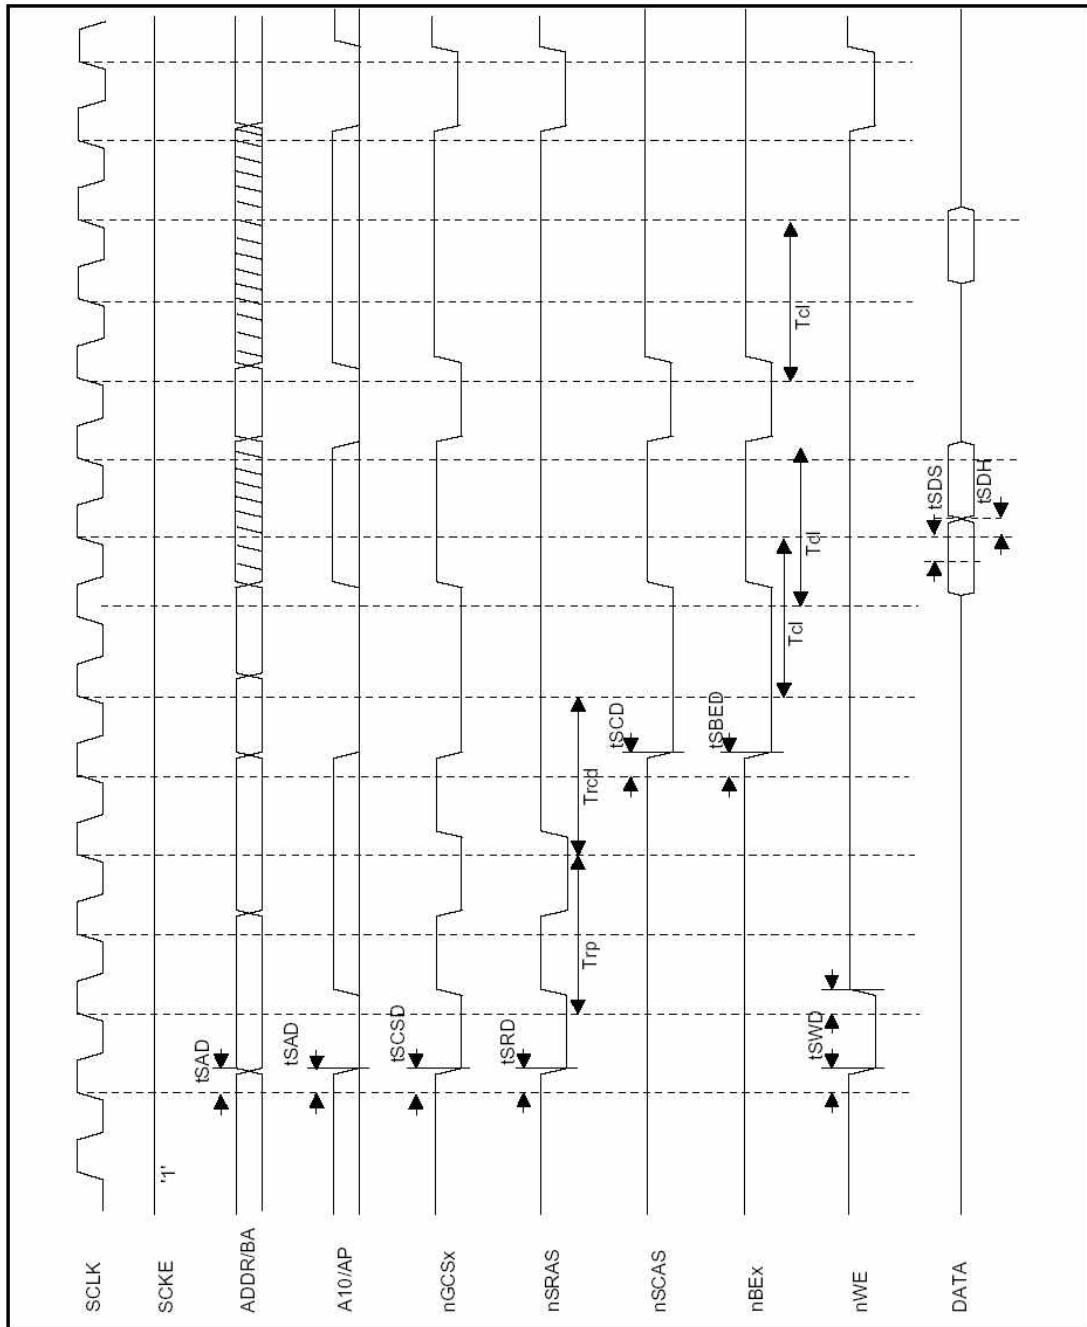 SCLK
SCKE
'1'
ADDR/BA
tSAD
A10/AP
tSAD
nGCSx
tSCSD
nSRAS
tSRD
Trp
Trcd
nSCAS
tSCD
nBEx
tSBED
Tcl
Tcl
Tcl
nWE
tSWD
DATA
tSDS
tSDH